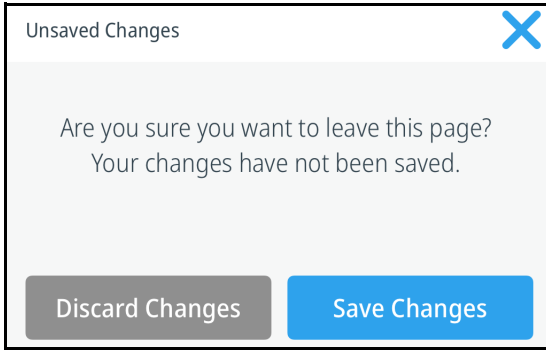 Unsaved Changes
Are you sure you want to leave this page?
Your changes have not been saved.
Discard Changes
Save Changes